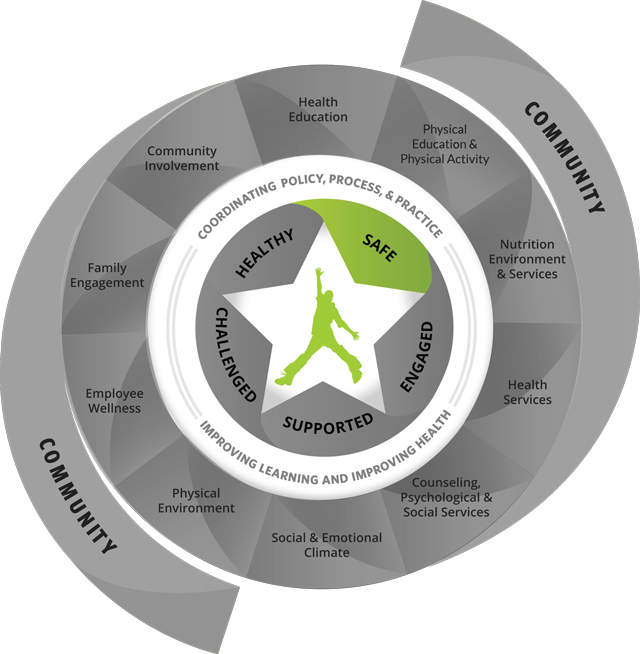 COMMUNITY
Health
Education
Physical
Education &
Physical Activity
Nutrition
Environment
& Services
Health
Services
Counseling,
Psychological &
Social Services
Social & Emotional
Climate
Physical
Environment
Employee
Wellness
Family
Engagement
Community
Involvement
COORDINATING POLICY, PROCESS, & PRACTICE
HEALTHY
SAFE
ENGAGED
SUPPORTED
CHALLENGED
IMPROVING LEARNING AND IMPROVING HEALTH
COMMUNITY